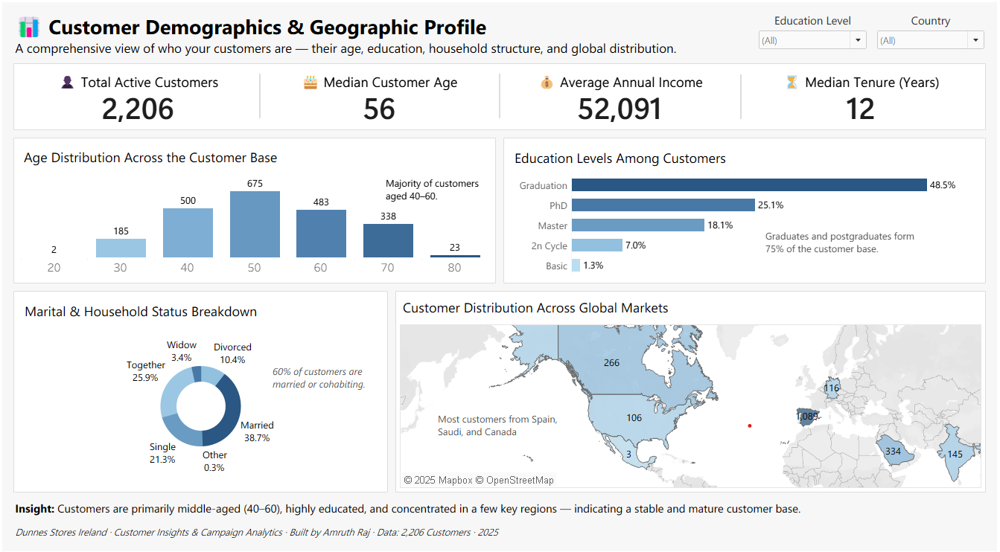 Customer Demographics & Geographic Profile
A comprehensive view of who your customers are — their age, education, household structure, and global distribution.
Education Level
(All)
Country
(All)
Total Active Customers
2,206
Median Customer Age
56
Average Annual Income
52,091
Median Tenure (Years)
12
Age Distribution Across the Customer Base
Majority of customers
aged 40–60.
2
185
500
675
483
338
23
20
30
40
50
60
70
80
Education Levels Among Customers
Graduation 48.5%
PhD 25.1%
Master 18.1%
2n Cycle 7.0%
Basic 1.3%
Graduates and postgraduates form
75% of the customer base.
Marital & Household Status Breakdown
Widow
3.4%
Divorced
10.4%
Together
25.9%
60% of customers are
married or cohabiting.
Married
38.7%
Single
21.3%
Other
0.3%
Customer Distribution Across Global Markets
266
116
1,089
106
Most customers from Spain,
Saudi, and Canada
3
334
145
© 2025 Mapbox © OpenStreetMap
Insight: Customers are primarily middle-aged (40–60), highly educated, and concentrated in a few key regions — indicating a stable and mature customer base.
Dunnes Stores Ireland · Customer Insights & Campaign Analytics · Built by Amruth Raj · Data: 2,206 Customers · 2025